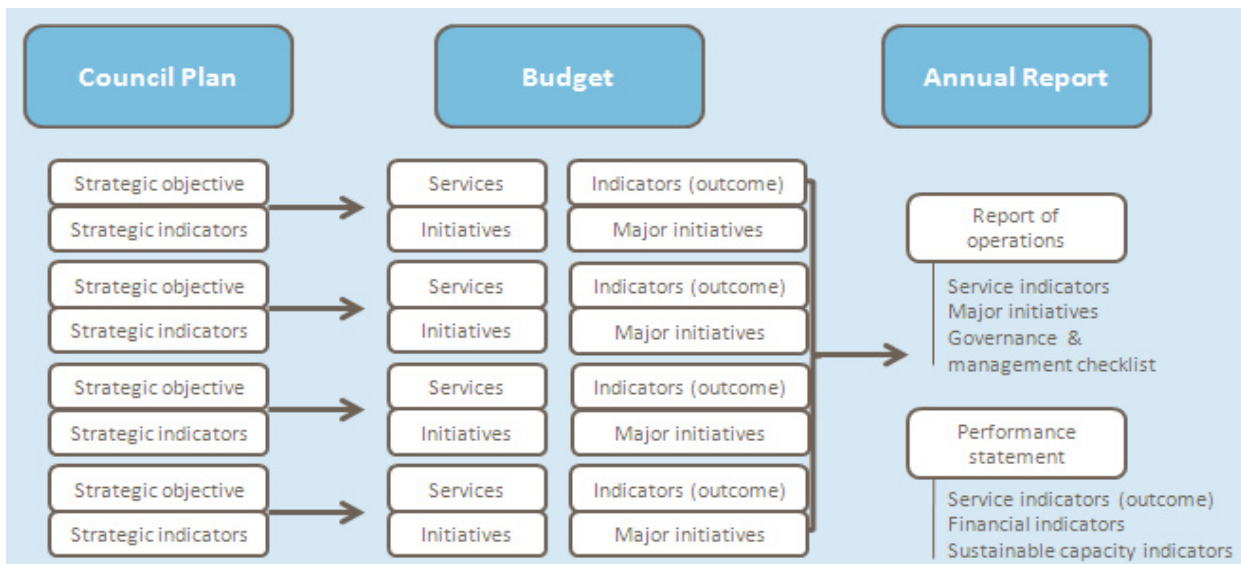 Council Plan
Budget
Annual Report
Strategic objective
Strategic indicators
Services
Initiatives
Indicators (outcome)
Major initiatives
Strategic objective
Strategic indicators
Services
Initiatives
Indicators (outcome)
Major initiatives
Strategic objective
Strategic indicators
Services
Initiatives
Indicators (outcome)
Major initiatives
Strategic objective
Strategic indicators
Services
Initiatives
Indicators (outcome)
Major initiatives
Report of
operations
Service indicators
Major initiatives
Governance &
management checklist
Performance
statement
Service indicators (outcome)
Financial indicators
Sustainable capacity indicators